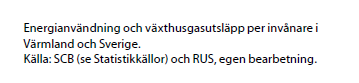 Energianvändning och växthusgasutsläpp per invånare i
Värmland och Sverige.
Källa: SCB (se Statistikkällor) och RUS, egen bearbetning.